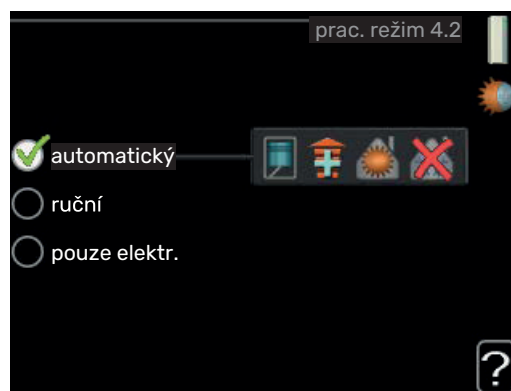 prac. režim 4.2
automatický
ruční
pouze elektr.
?